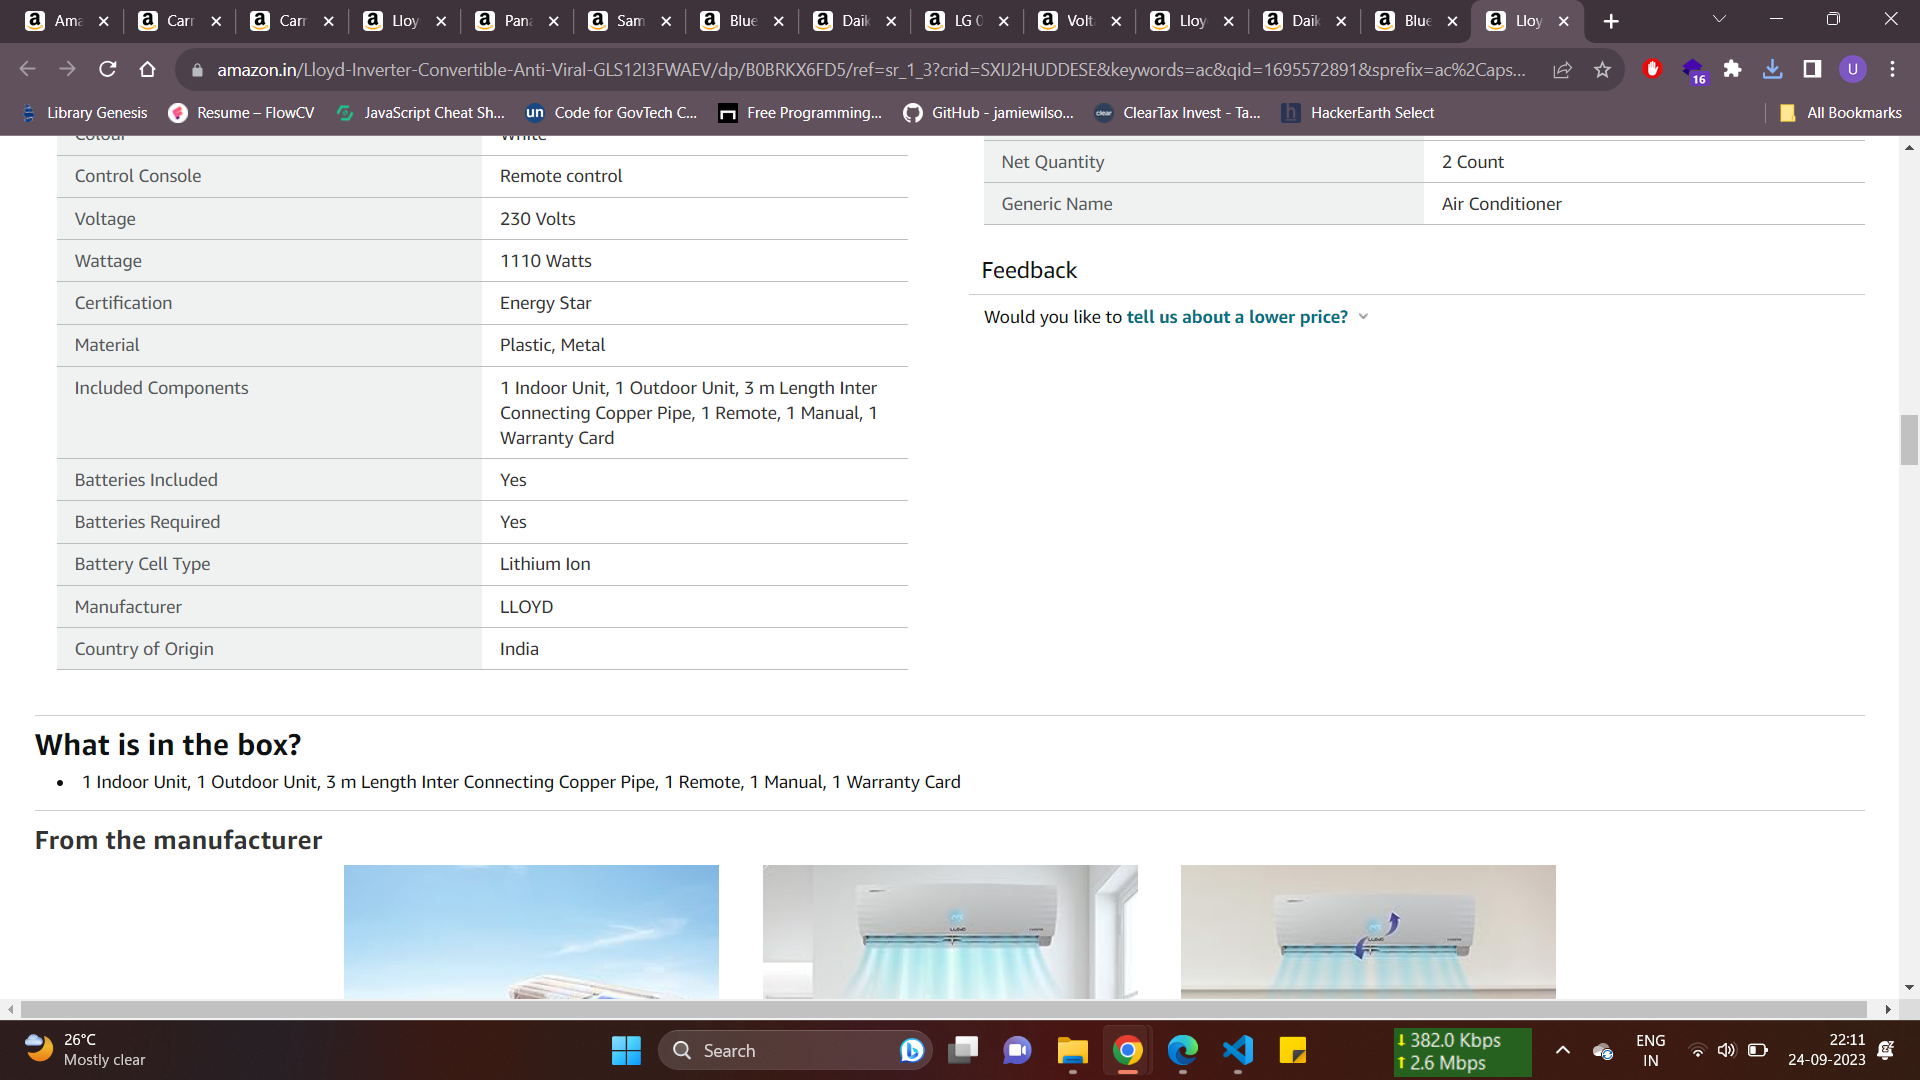 Ama
Carr
Carr
Lloy
Pana
Sam
Blue
Daik
LG 0
Volt
Lloy
Daik
Blue
Lloy
amazon.in/Lloyd-Inverter-Convertible-Anti-Viral-GLS12I3FWAEV/dp/B0BRKX6FD5/ref=sr_1_3?crid=SXIJ2HUDDESE&keywords=ac&qid=1695572891&sprefix=ac%2Caps...
16
U
Library Genesis
Resume – FlowCV
JavaScript Cheat Sh...
un Code for GovTech C...
Free Programming...
GitHub - jamiewilso...
clear ClearTax Invest - Ta...
h HackerEarth Select
All Bookmarks
Colour White
Control Console Remote control
Voltage 230 Volts
Wattage 1110 Watts
Certification Energy Star
Material Plastic, Metal
Included Components 1 Indoor Unit, 1 Outdoor Unit, 3 m Length Inter
Connecting Copper Pipe, 1 Remote, 1 Manual, 1
Warranty Card
Batteries Included Yes
Batteries Required Yes
Battery Cell Type Lithium Ion
Manufacturer LLOYD
Country of Origin India
Net Quantity 2 Count
Generic Name Air Conditioner
Feedback
Would you like to tell us about a lower price?
What is in the box?
• 1 Indoor Unit, 1 Outdoor Unit, 3 m Length Inter Connecting Copper Pipe, 1 Remote, 1 Manual, 1 Warranty Card
From the manufacturer
LLOYD
LLOYD
26°C
Mostly clear
Search
382.0 Kbps
2.6 Mbps
ENG
IN
22:11
24-09-2023